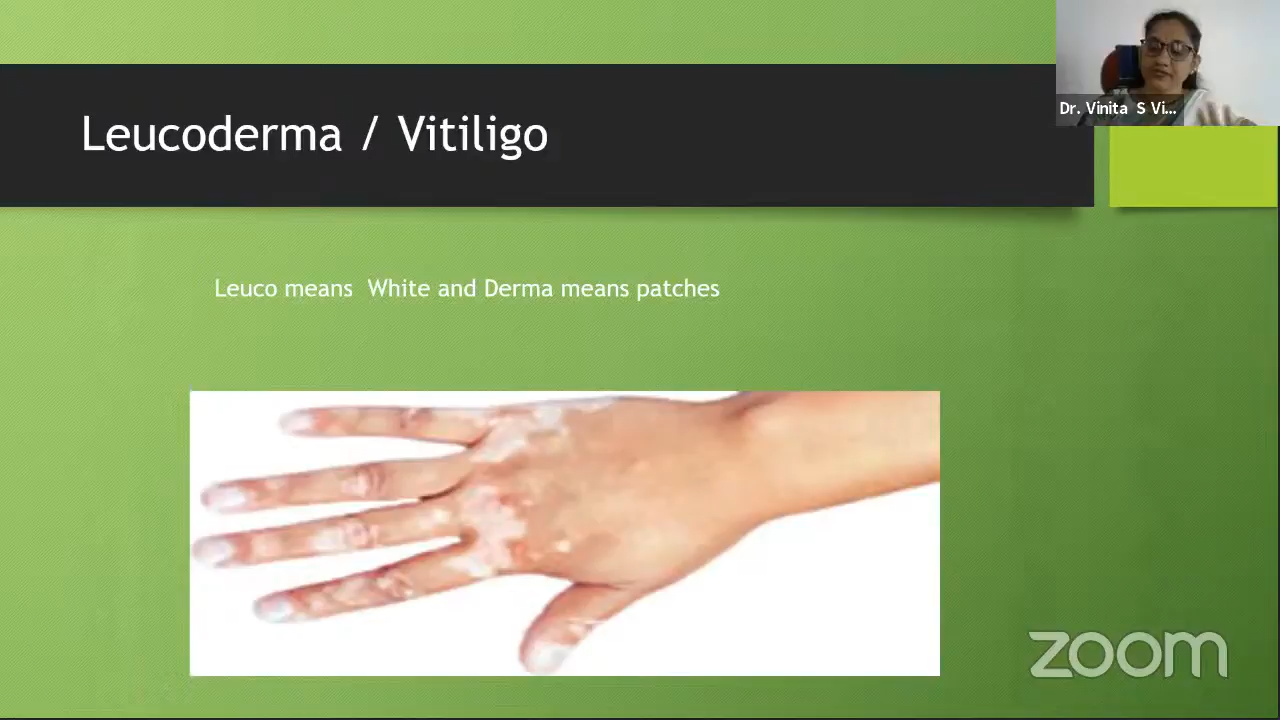 Leucoderma / Vitiligo
Dr. Vinita S Vi...
Leuco means White and Derma means patches
zoom